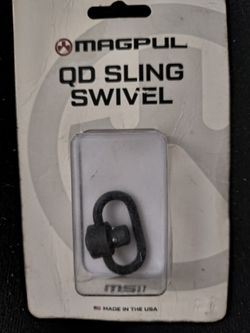 MAGPUL
QD SLING
SWIVEL
MS1
MADE IN THE USA